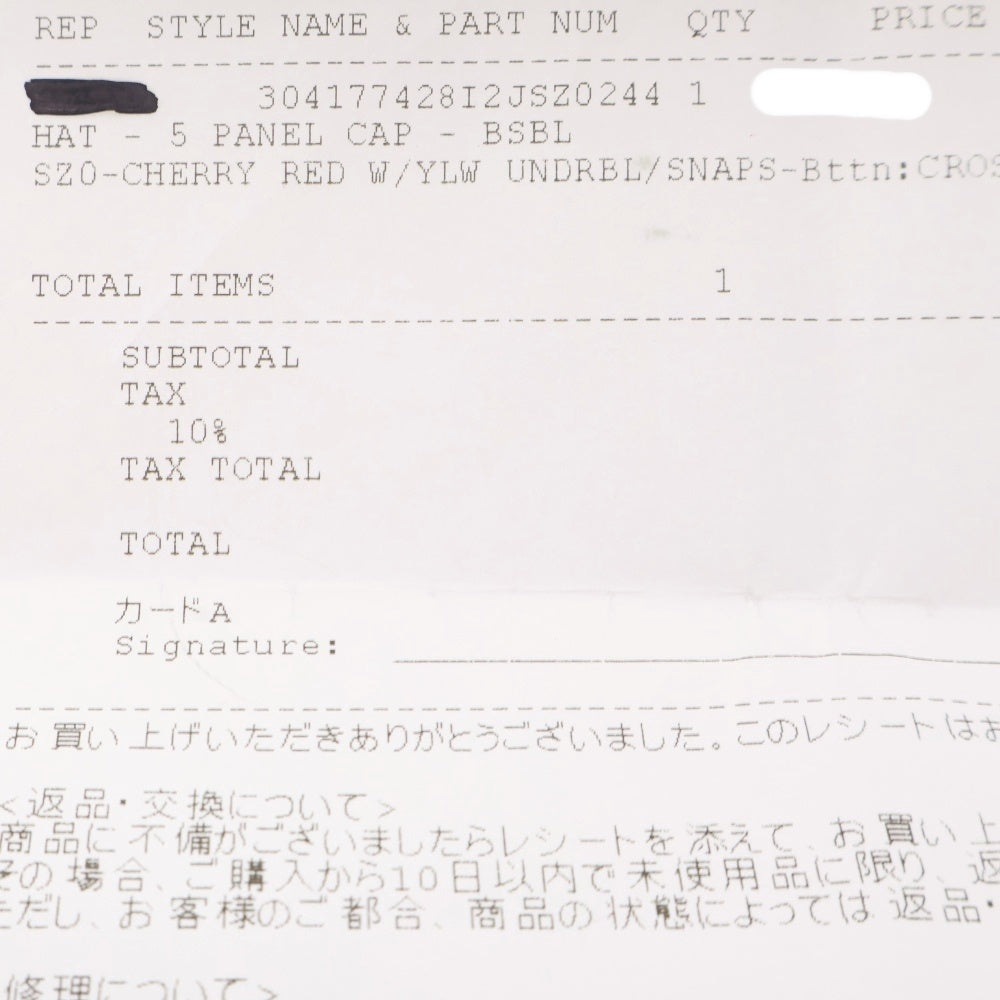 REP STYLE NAME & PART NUM QTY PRICE
304177428I2JSZ0244 1
HAT - 5 PANEL CAP - BSBL
SZ0-CHERRY RED W/YLW UNDRBL/SNAPS-Bttn:CROS
TOTAL ITEMS 1
SUBTOTAL
TAX
10%
TAX TOTAL
TOTAL
カードA
Signature:
お買い上げいただきありがとうございました。このレシートはお
<返品・交換について>
商品に不備がございましたらレシートを添えて、お買い上
その場合、ご購入から10日以内で未使用品に限り、返
ただし、お客様のご都合、商品の状態によっては返品・
修理について>